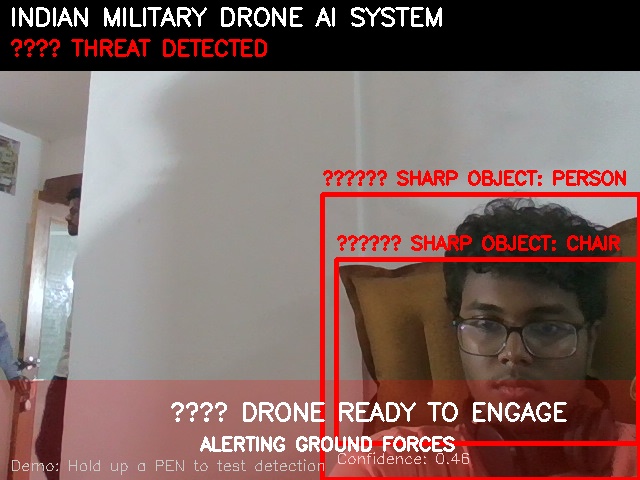 INDIAN MILITARY DRONE AI SYSTEM
???? THREAT DETECTED
?????? SHARP OBJECT: PERSON
?????? SHARP OBJECT: CHAIR
???? DRONE READY TO ENGAGE
ALERTING GROUND FORCES
Confidence: 0.46
Demo: Hold up a PEN to test detection